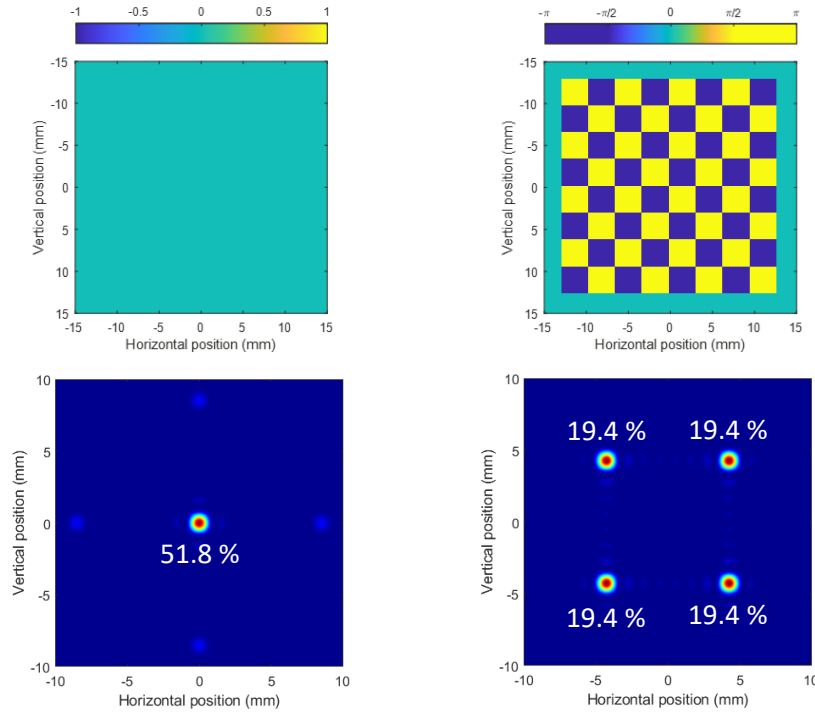 -1 -0.5 0 0.5 1
-15
-10
-5
0
5
10
15
-15 -10 -5 0 5 10 15
Vertical position (mm)
Horizontal position (mm)
-π -π/2 0 π/2 π
-15
-10
-5
0
5
10
15
-15 -10 -5 0 5 10 15
Vertical position (mm)
Horizontal position (mm)
10
5
0
-5
-10
-10 -5 0 5 10
Vertical position (mm)
Horizontal position (mm)
51.8 %
10
5
0
-5
-10
-10 -5 0 5 10
Vertical position (mm)
Horizontal position (mm)
19.4 % 19.4 %
19.4 % 19.4 %